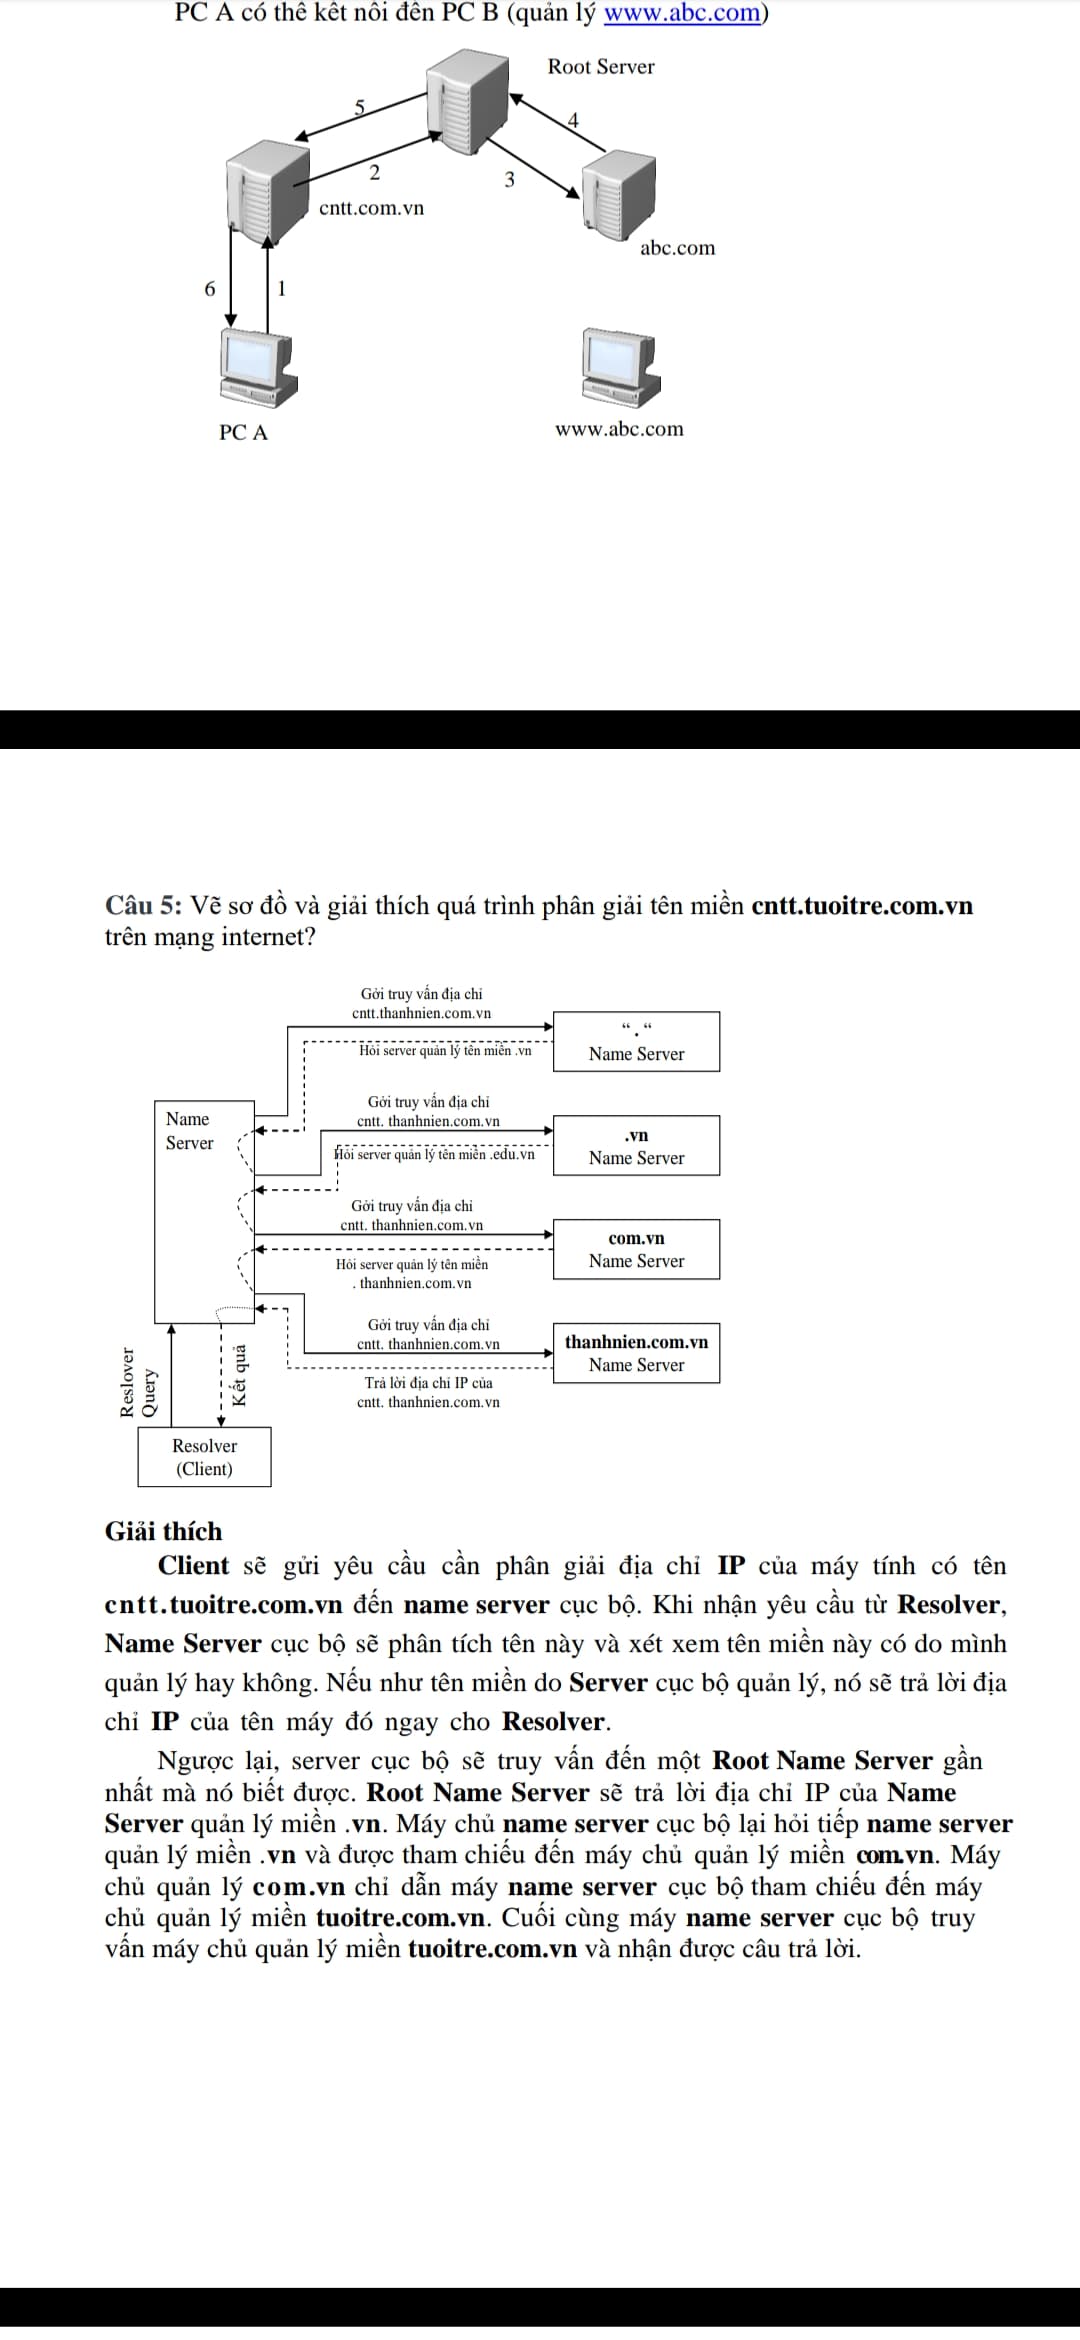 PC A có thể kết nối đến PC B (quản lý www.abc.com)
Root Server
5
4
2
3
cntt.com.vn
abc.com
6
1
PC A
www.abc.com
Câu 5: Vẽ sơ đồ và giải thích quá trình phân giải tên miền cntt.tuoitre.com.vn
trên mạng internet?
Gởi truy vấn địa chỉ
cntt.thanhnien.com.vn
“ . “
Name Server
Hỏi server quản lý tên miền .vn
Name
Server
Gởi truy vấn địa chỉ
cntt. thanhnien.com.vn
.vn
Name Server
Hỏi server quản lý tên miền .edu.vn
Gởi truy vấn địa chỉ
cntt. thanhnien.com.vn
com.vn
Name Server
Hỏi server quản lý tên miền
. thanhnien.com.vn
Gởi truy vấn địa chỉ
cntt. thanhnien.com.vn
thanhnien.com.vn
Name Server
Trả lời địa chỉ IP của
cntt. thanhnien.com.vn
Reslover
Query
Kết quả
Resolver
(Client)
Giải thích
Client sẽ gửi yêu cầu cần phân giải địa chỉ IP của máy tính có tên
cntt.tuoitre.com.vn đến name server cục bộ. Khi nhận yêu cầu từ Resolver,
Name Server cục bộ sẽ phân tích tên này và xét xem tên miền này có do mình
quản lý hay không. Nếu như tên miền do Server cục bộ quản lý, nó sẽ trả lời địa
chỉ IP của tên máy đó ngay cho Resolver.
Ngược lại, server cục bộ sẽ truy vấn đến một Root Name Server gần
nhất mà nó biết được. Root Name Server sẽ trả lời địa chỉ IP của Name
Server quản lý miền .vn. Máy chủ name server cục bộ lại hỏi tiếp name server
quản lý miền .vn và được tham chiếu đến máy chủ quản lý miền com.vn. Máy
chủ quản lý com.vn chỉ dẫn máy name server cục bộ tham chiếu đến máy
chủ quản lý miền tuoitre.com.vn. Cuối cùng máy name server cục bộ truy
vấn máy chủ quản lý miền tuoitre.com.vn và nhận được câu trả lời.